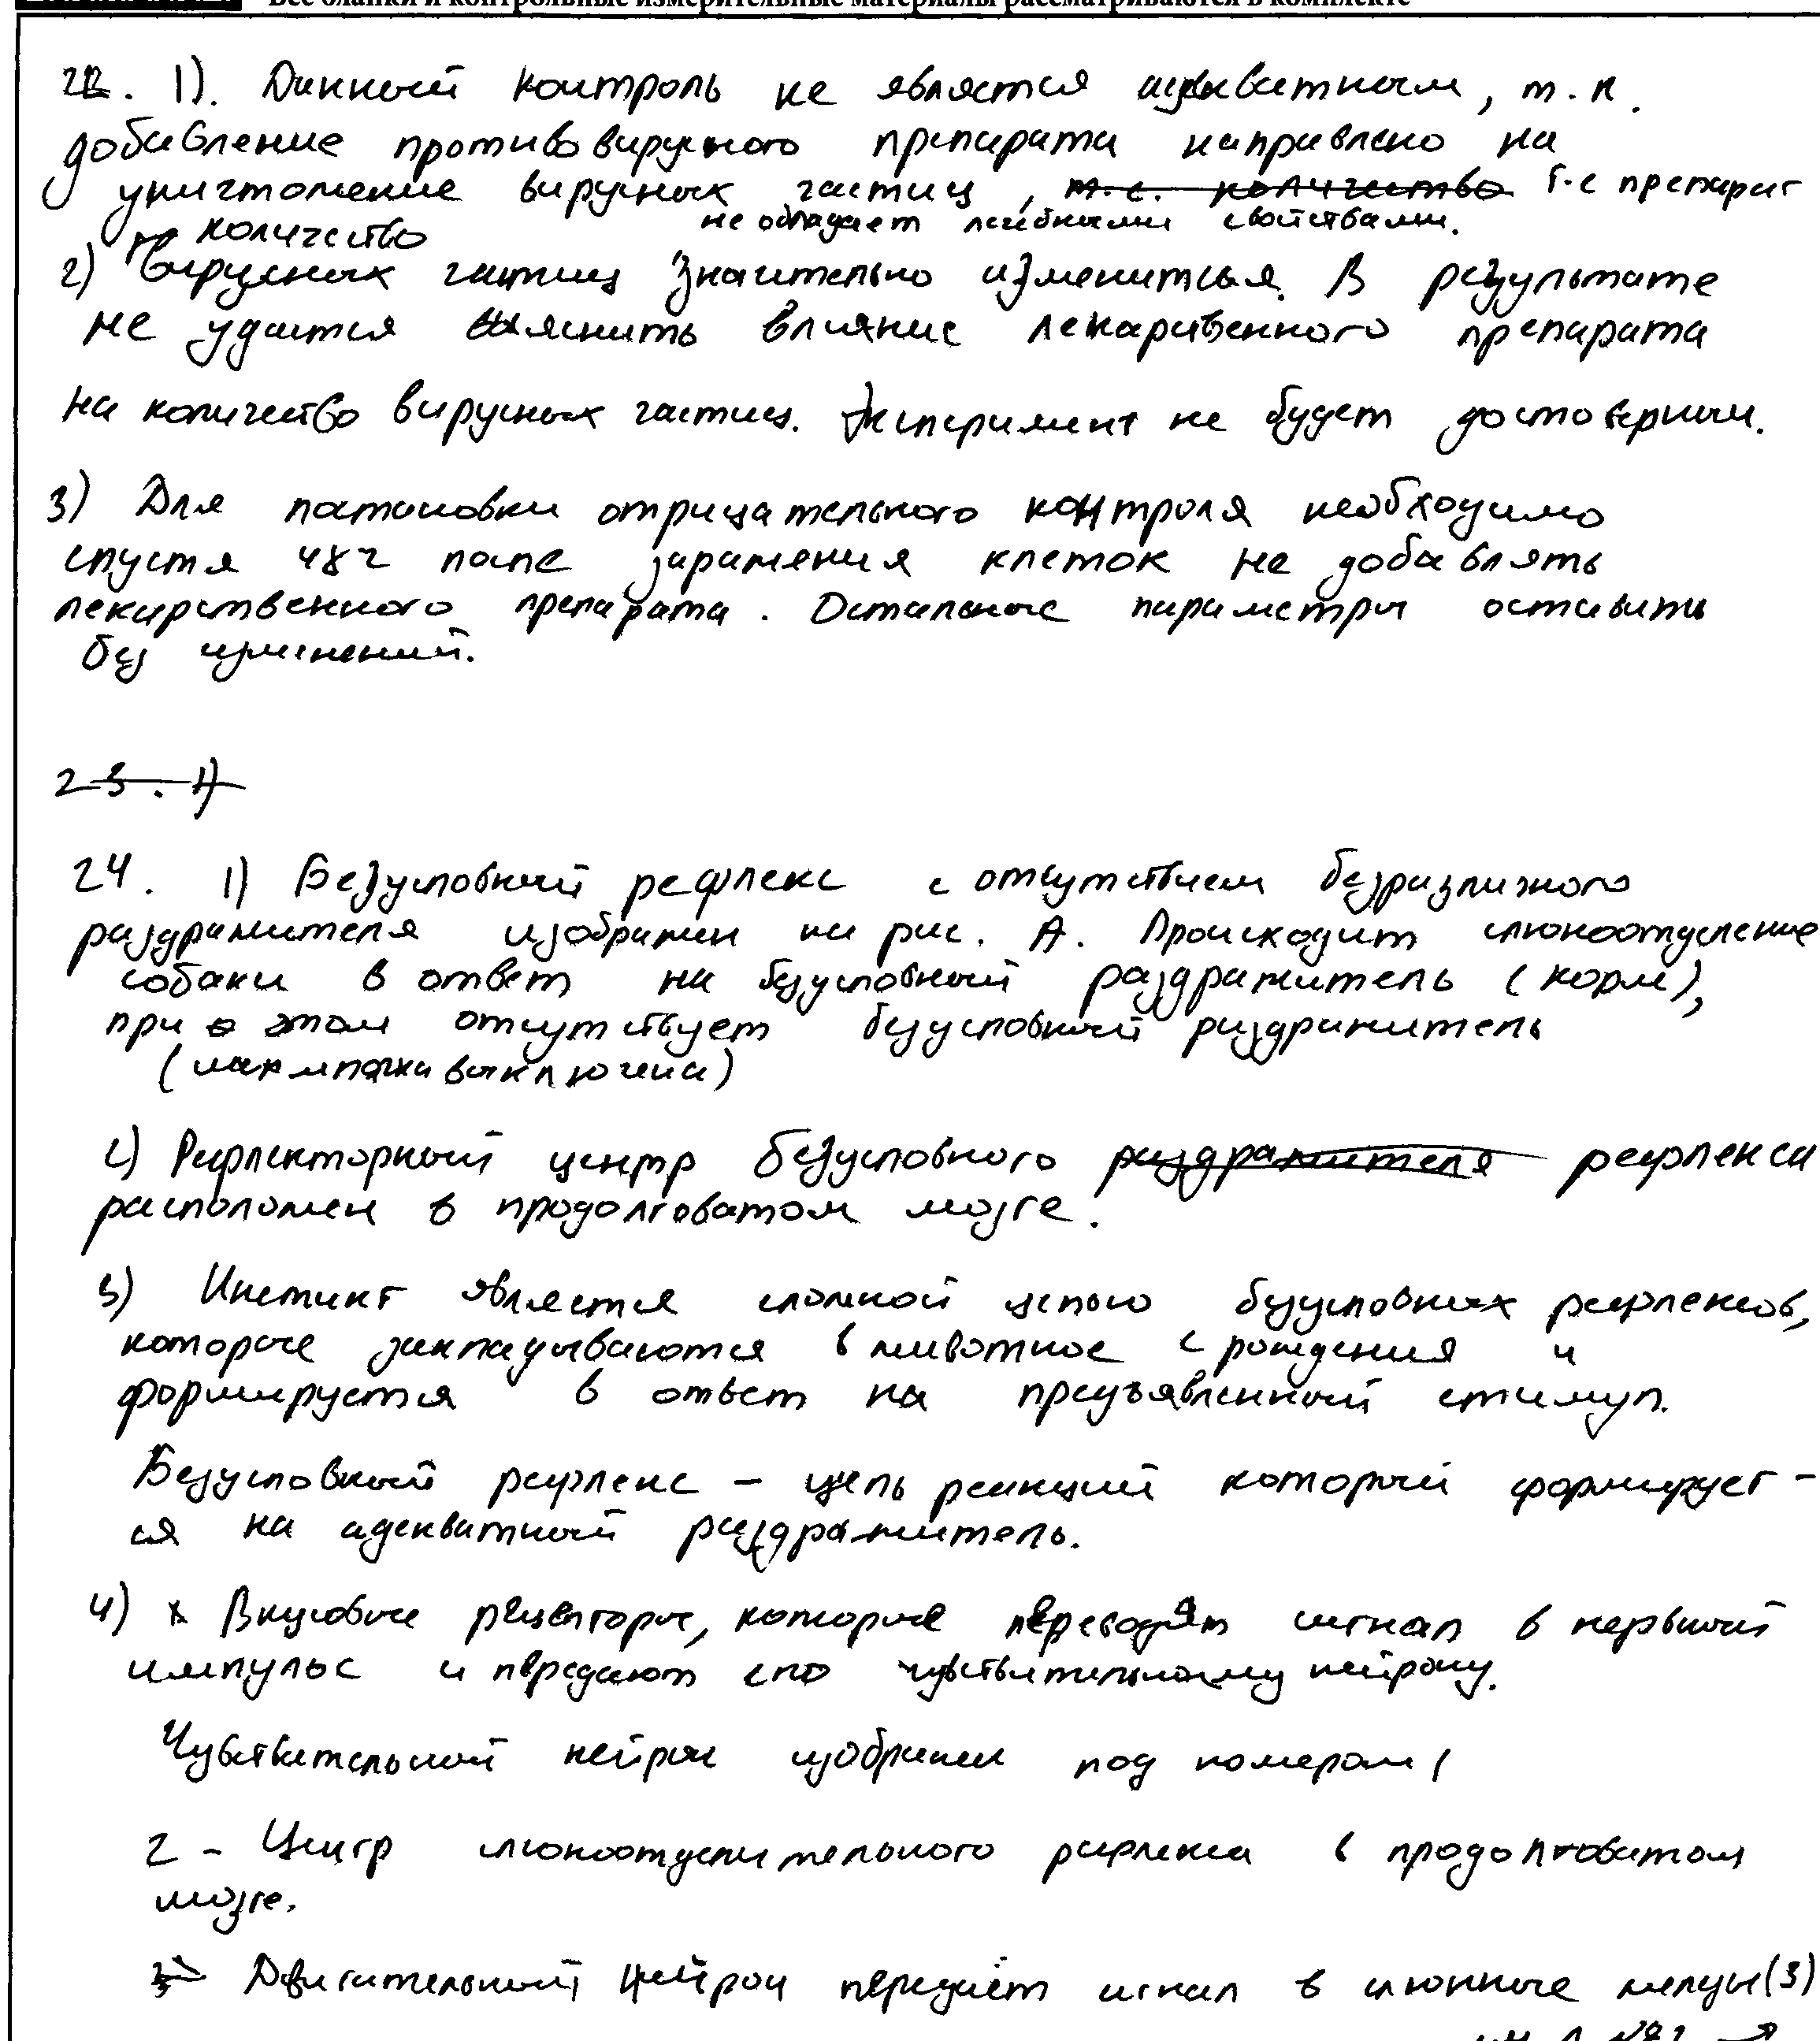 Все бланки и контрольные измерительные материалы рассматриваются в комплекте
22. 1). Данный контроль не является адекватным, т.к.
добавление противовирусного препарата направлено на
уничтожение вирусных частиц, т.е. количество т.е препарат
не обладает лечебными свойствами.
количество
2) вирусных частиц значительно измениться. В результате
не удастся выяснить влияние лекарственного препарата
на количество вирусных частиц. Эксперимент не будет достоверным.
3) Для постановки отрицательного контроля необходимо
спустя 48 ч после заражения клеток не добавлять
лекарственного препарата. Остальные параметры оставить
без изменений.
23. 1)
24. 1) Безусловный рефлекс с отсутствием безразличного
раздражителя изображен на рис. А. Происходит слюноотделение
собаки в ответ на безусловный раздражитель (корм),
при этом отсутствует безусловный раздражитель
(лампочка выключена)
2) Рефлекторный центр безусловного раздражителя рефлекса
расположен в продолговатом мозге.
3) Инстинкт является сложной цепью безусловных рефлексов,
которые закладываются в животное с рождения и
формируется в ответ на предъявленный стимул.
Безусловный рефлекс - цепь реакций который формирует-
ся на адекватный раздражитель.
4) Вкусовые рецепторы, которые переводят сигнал в нервный
импульс и передают его чувствительному нейрону.
Чувствительный нейрон изображен под номером 1
2 - Центр слюноотделительного рефлекса в продолговатом
мозге.
3 - Двигательный нейрон передаёт сигнал в слюнные железы (3)